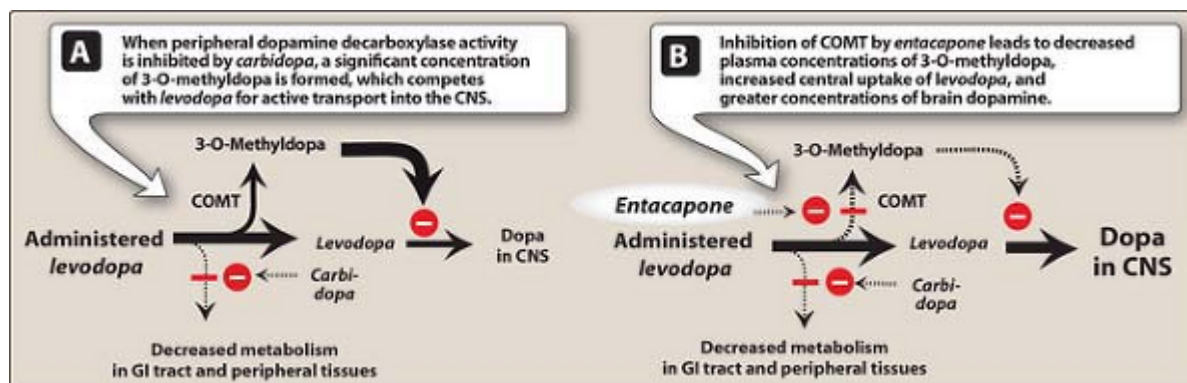 A
When peripheral dopamine decarboxylase activity
is inhibited by carbidopa, a significant concentration
of 3-O-methyldopa is formed, which competes
with levodopa for active transport into the CNS.
3-O-Methyldopa
COMT
Administered
levodopa
Levodopa
Dopa
in CNS
Carbi-
dopa
Decreased metabolism
in GI tract and peripheral tissues
B
Inhibition of COMT by entacapone leads to decreased
plasma concentrations of 3-O-methyldopa,
increased central uptake of levodopa, and
greater concentrations of brain dopamine.
3-O-Methyldopa
Entacapone
COMT
Administered
levodopa
Levodopa
Dopa
in CNS
Carbi-
dopa
Decreased metabolism
in GI tract and peripheral tissues